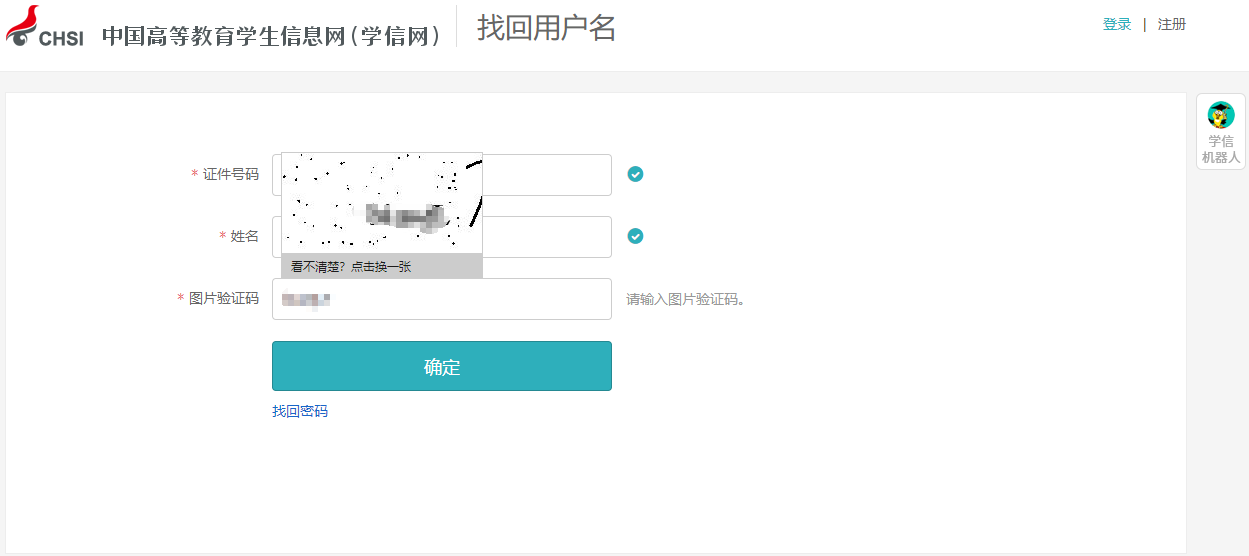 CHSI 中国高等教育学生信息网(学信网) 找回用户名 登录 | 注册
学信
机器人
* 证件号码
* 姓名
看不清楚？点击换一张
* 图片验证码 请输入图片验证码。
确定
找回密码